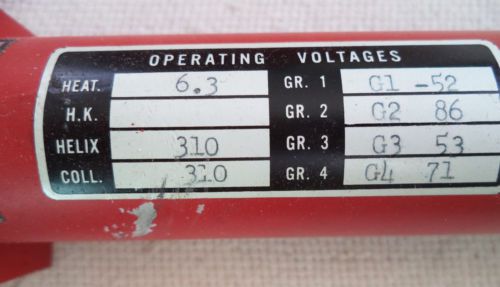 OPERATING VOLTAGES
HEAT. 6.3 GR. 1 G1 -52
H.K. GR. 2 G2 86
HELIX 310 GR. 3 G3 53
COLL. 310 GR. 4 G4 71